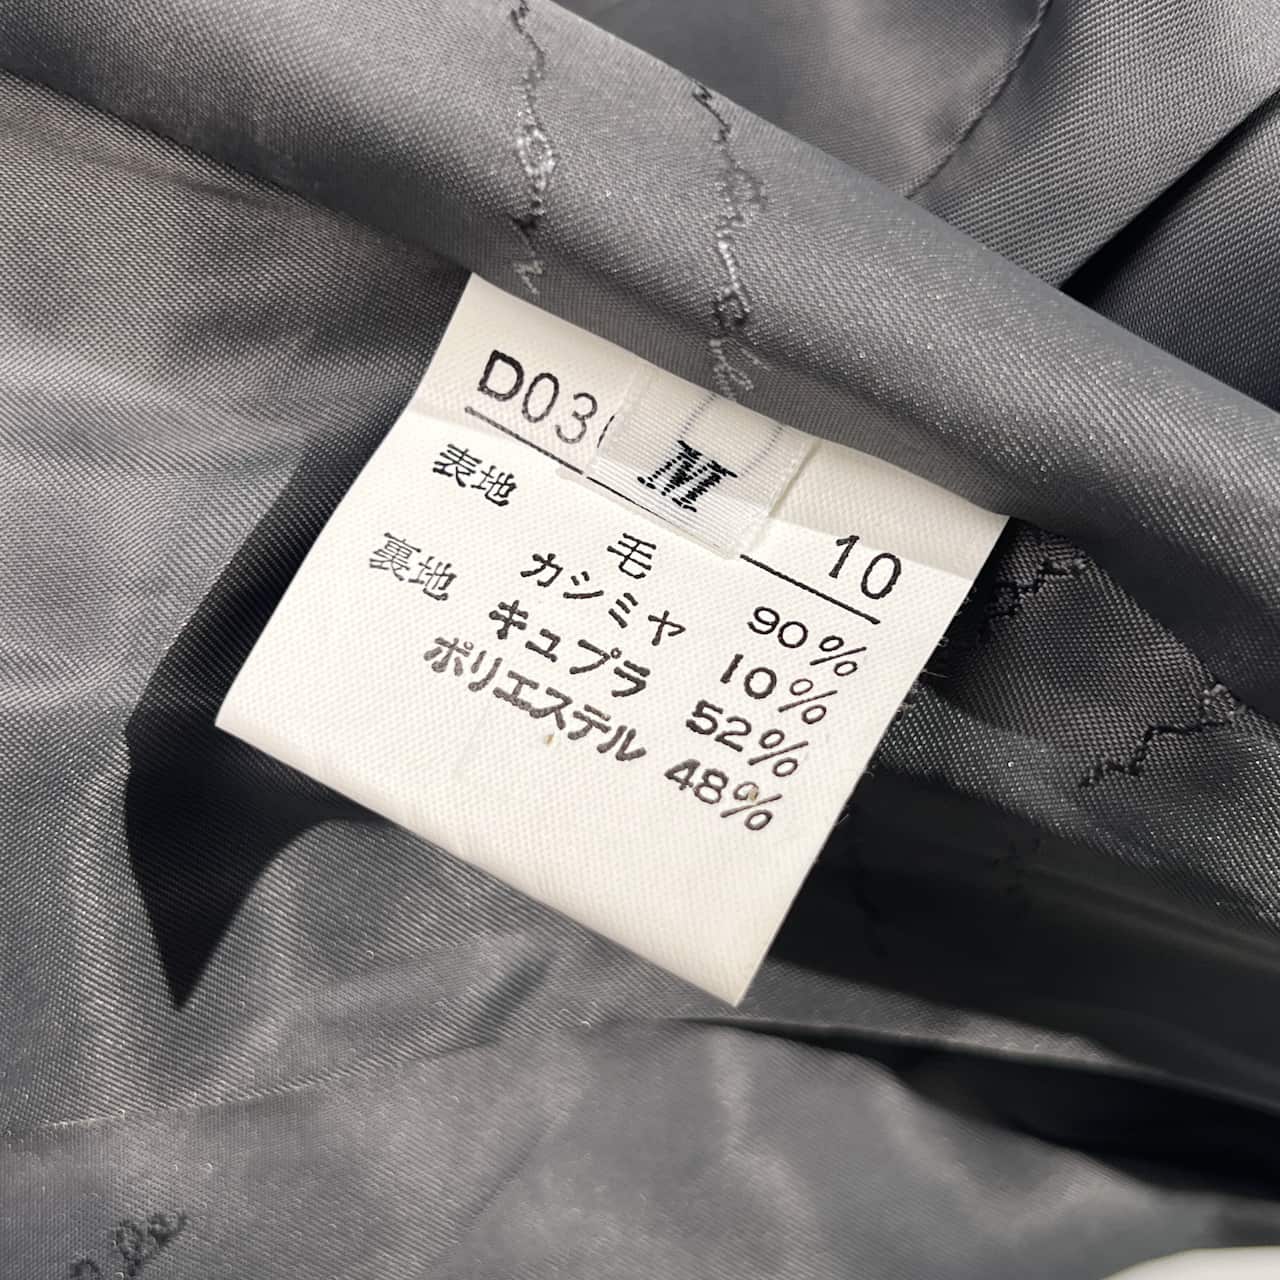 D03
M
10
表地
毛 90%
カシミヤ 10%
裏地
キュプラ 52%
ポリエステル 48%